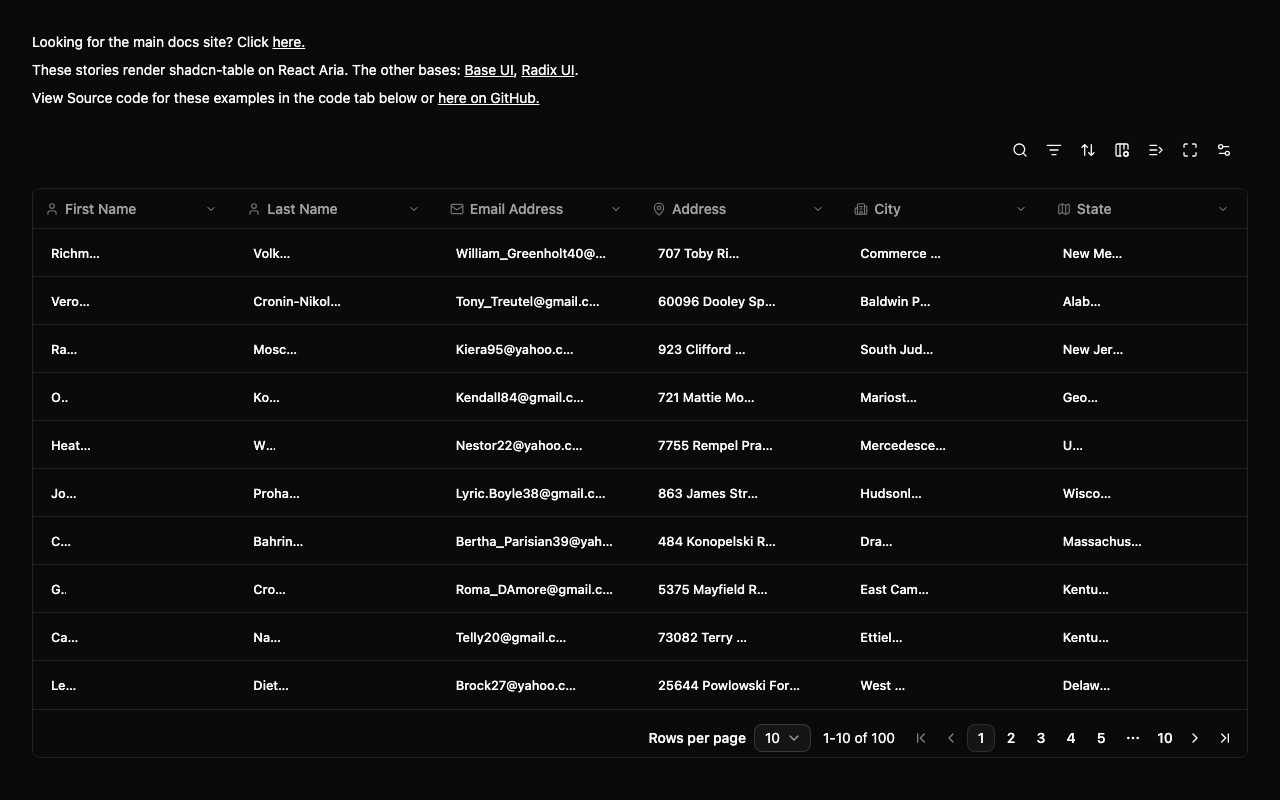 Looking for the main docs site? Click here.
These stories render shadcn-table on React Aria. The other bases: Base UI, Radix UI.
View Source code for these examples in the code tab below or here on GitHub.
First Name Last Name Email Address Address City State
Richm... Volk... William_Greenholt40@... 707 Toby Ri... Commerce ... New Me...
Vero... Cronin-Nikol... Tony_Treutel@gmail.c... 60096 Dooley Sp... Baldwin P... Alab...
Ra... Mosc... Kiera95@yahoo.c... 923 Clifford ... South Jud... New Jer...
O.. Ko... Kendall84@gmail.c... 721 Mattie Mo... Mariost... Geo...
Heat... W... Nestor22@yahoo.c... 7755 Rempel Pra... Mercedesce... U...
Jo... Proha... Lyric.Boyle38@gmail.c... 863 James Str... Hudsonl... Wisco...
C... Bahrin... Bertha_Parisian39@yah... 484 Konopelski R... Dra... Massachus...
G.. Cro... Roma_DAmore@gmail.c... 5375 Mayfield R... East Cam... Kentu...
Ca... Na... Telly20@gmail.c... 73082 Terry ... Ettiel... Kentu...
Le... Diet... Brock27@yahoo.c... 25644 Powlowski For... West ... Delaw...
Rows per page 10 1-10 of 100 1 2 3 4 5 ... 10